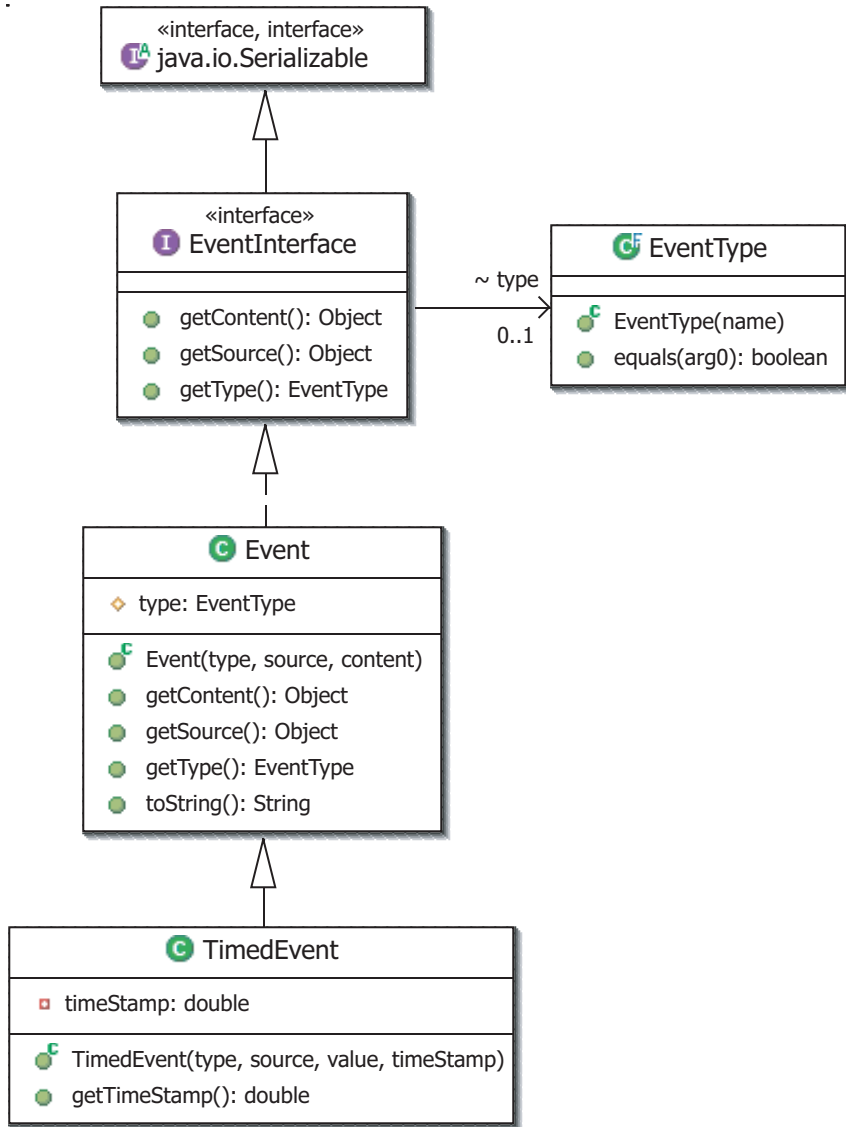 «interface, interface»
java.io.Serializable
«interface»
EventInterface
getContent(): Object
getSource(): Object
getType(): EventType
~ type
0..1
EventType
EventType(name)
equals(arg0): boolean
Event
type: EventType
Event(type, source, content)
getContent(): Object
getSource(): Object
getType(): EventType
toString(): String
TimedEvent
timeStamp: double
TimedEvent(type, source, value, timeStamp)
getTimeStamp(): double